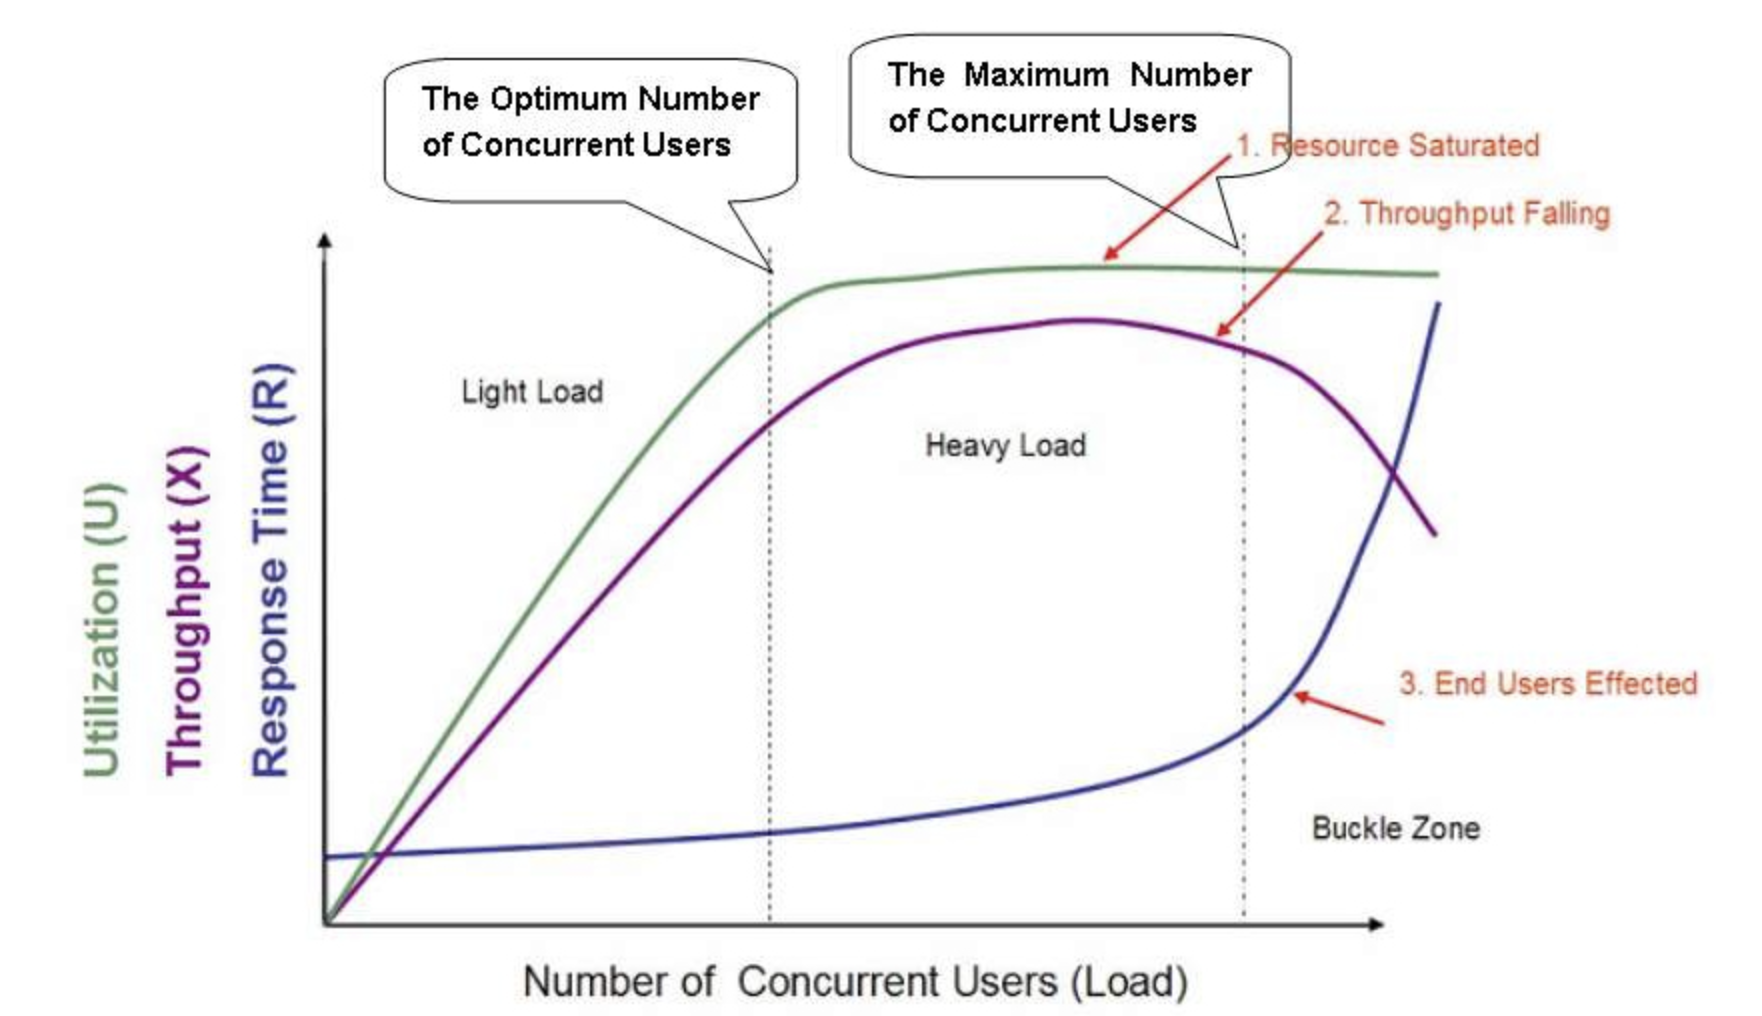 The Optimum Number
of Concurrent Users
The Maximum Number
of Concurrent Users
1. Resource Saturated
2. Throughput Falling
Utilization (U)
Throughput (X)
Response Time (R)
Light Load
Heavy Load
3. End Users Effected
Buckle Zone
Number of Concurrent Users (Load)